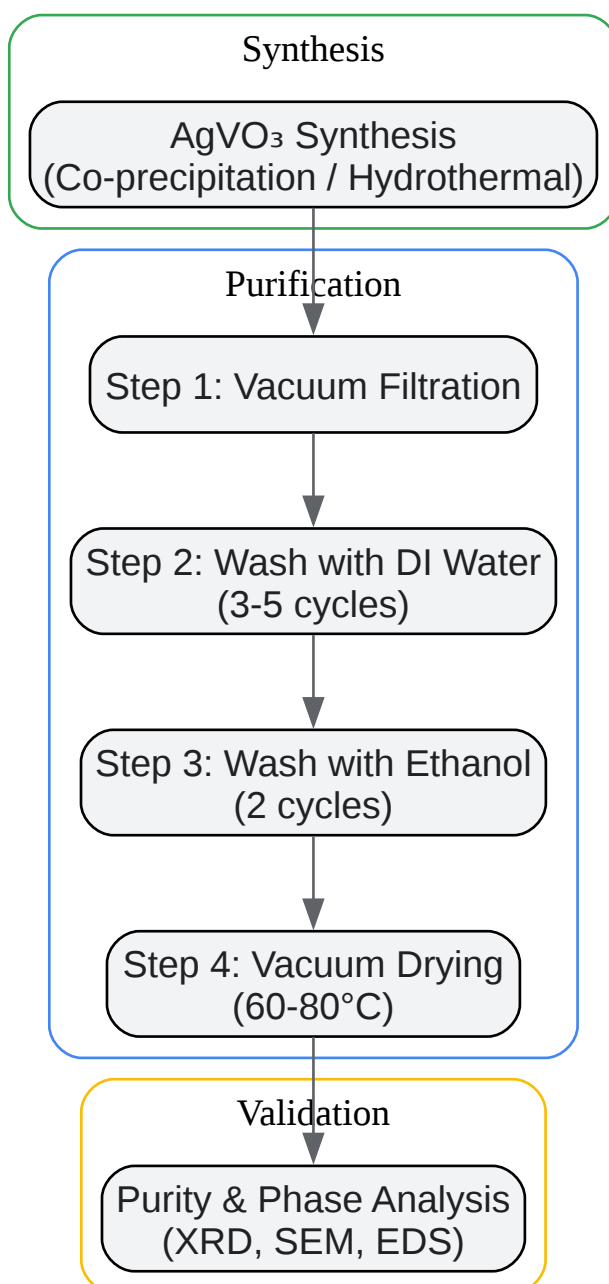 Synthesis
AgVO₃ Synthesis
(Co-precipitation / Hydrothermal)
Purification
Step 1: Vacuum Filtration
Step 2: Wash with DI Water
(3-5 cycles)
Step 3: Wash with Ethanol
(2 cycles)
Step 4: Vacuum Drying
(60-80°C)
Validation
Purity & Phase Analysis
(XRD, SEM, EDS)